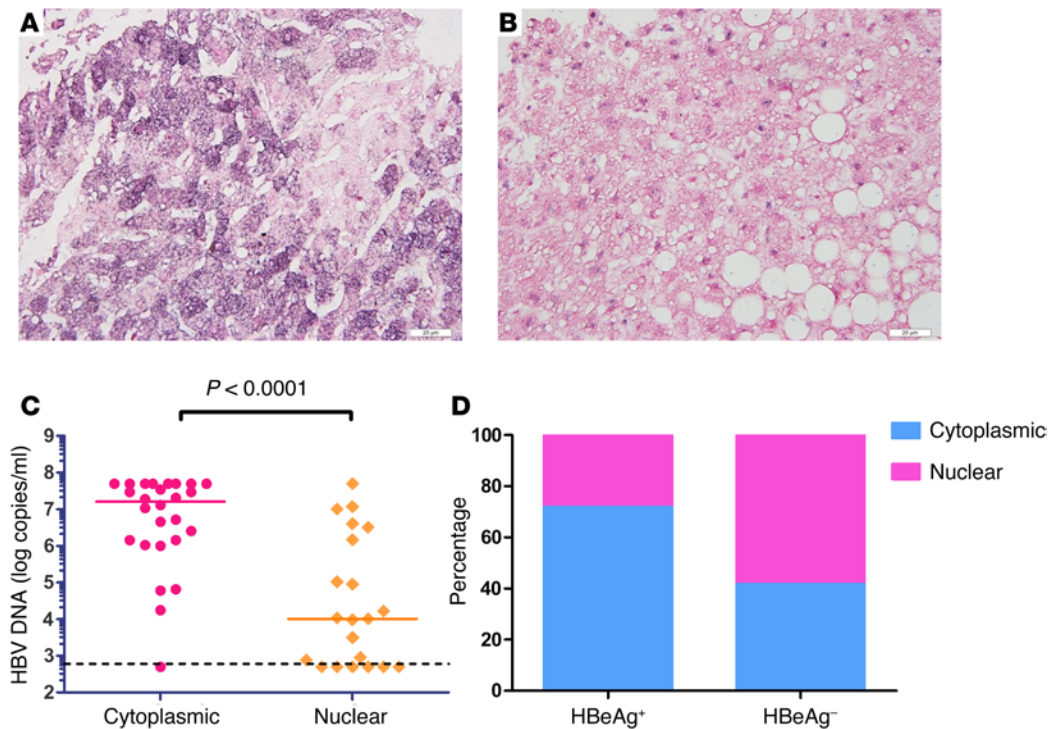 A
B
20 μm
20 μm
C
P < 0.0001
HBV DNA (log copies/ml)
9
8
7
6
5
4
3
2
Cytoplasmic
Nuclear
D
Percentage
100
80
60
40
20
0
HBeAg⁺
HBeAg⁻
Cytoplasmic
Nuclear